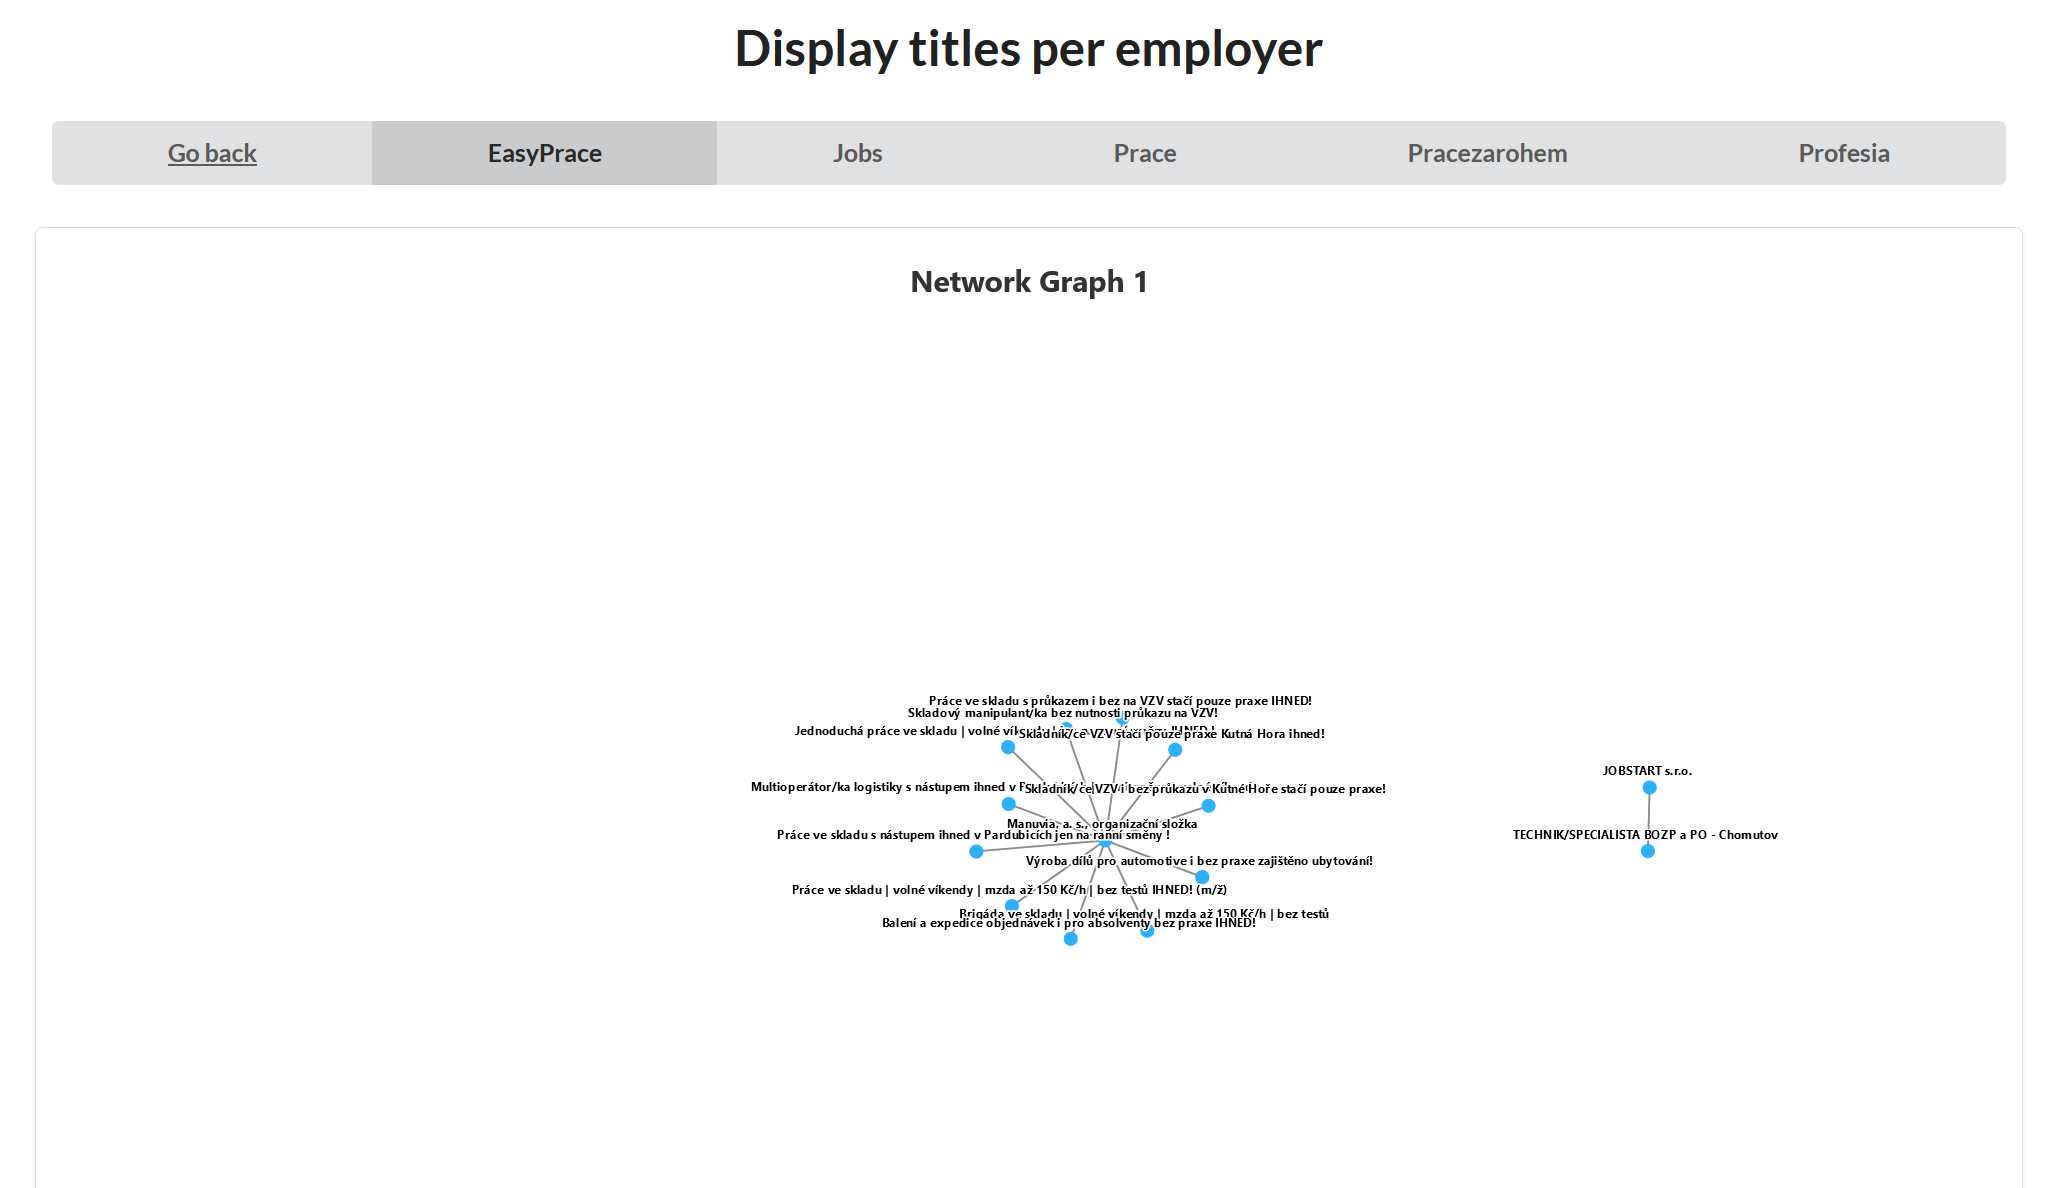 Display titles per employer
Go back
EasyPrace
Jobs
Prace
Pracezarohem
Profesia
Network Graph 1
Práce ve skladu s průkazem i bez na VZV stačí pouze praxe IHNED!
Skladový manipulant/ka bez nutnosti průkazu na VZV!
Jednoduchá práce ve skladu | volné
Skladník/ce VZV stačí pouze praxe Kutná Hora ihned!
Multioperátor/ka logistiky s nástupem ihned v
Skladník/ce VZV i bez průkazu v Kutné Hoře stačí pouze praxe!
JOBSTART s.r.o.
Manuvia, a. s., organizační složka
Práce ve skladu s nástupem ihned v Pardubicích jen na ranní směny !
TECHNIK/SPECIALISTA BOZP a PO - Chomutov
Výroba dílů pro automotive i bez praxe zajištěno ubytování!
Práce ve skladu | volné víkendy | mzda až 150 Kč/h | bez testů IHNED! (m/ž)
Brigáda ve skladu | volné víkendy | mzda až 150 Kč/h | bez testů
Balení a expedice objednávek i pro absolventy bez praxe IHNED!